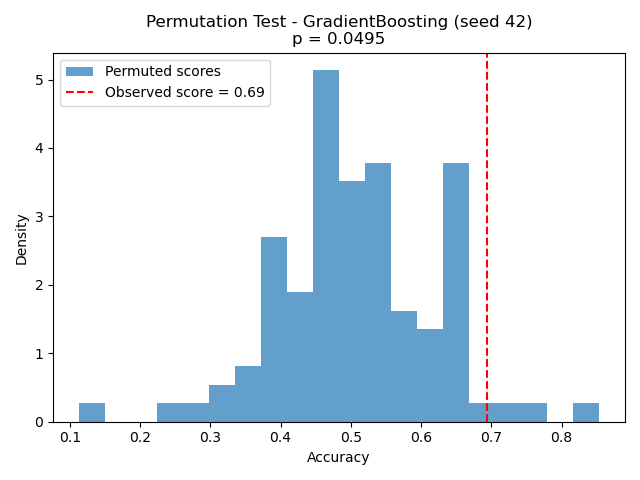 Permutation Test - GradientBoosting (seed 42)
p = 0.0495
Permuted scores
Observed score = 0.69
Density
5
4
3
2
1
0
0.1 0.2 0.3 0.4 0.5 0.6 0.7 0.8
Accuracy